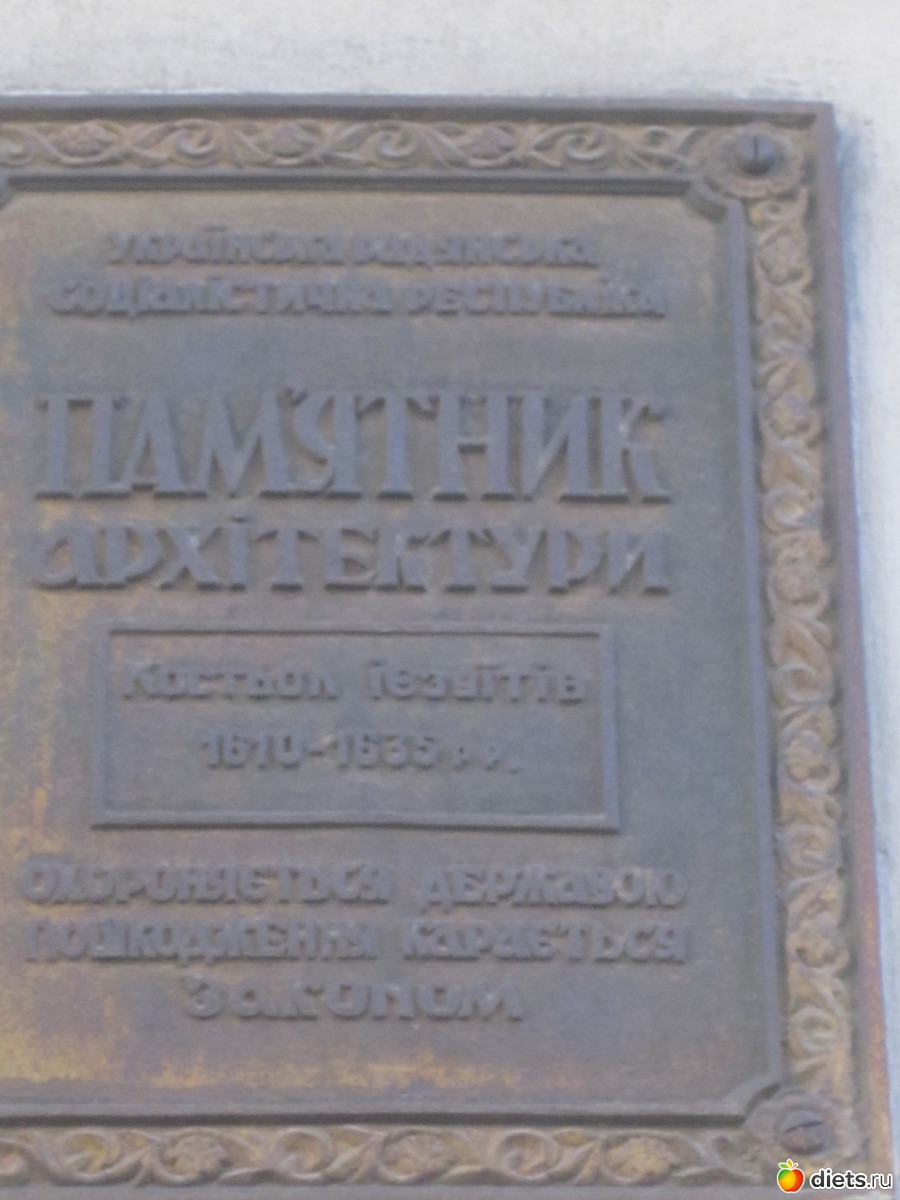 УКРАЇНСЬКА РАДЯНСЬКА
СОЦІАЛІСТИЧНА РЕСПУБЛІКА
ПАМ'ЯТНИК
АРХІТЕКТУРИ
Костьол ієзуїтів
1610-1635 р р.
ОХОРОНЯЄТЬСЯ ДЕРЖАВОЮ
ПОШКОДЖЕННЯ КАРАЄТЬСЯ
ЗАКОНОМ
diets.ru